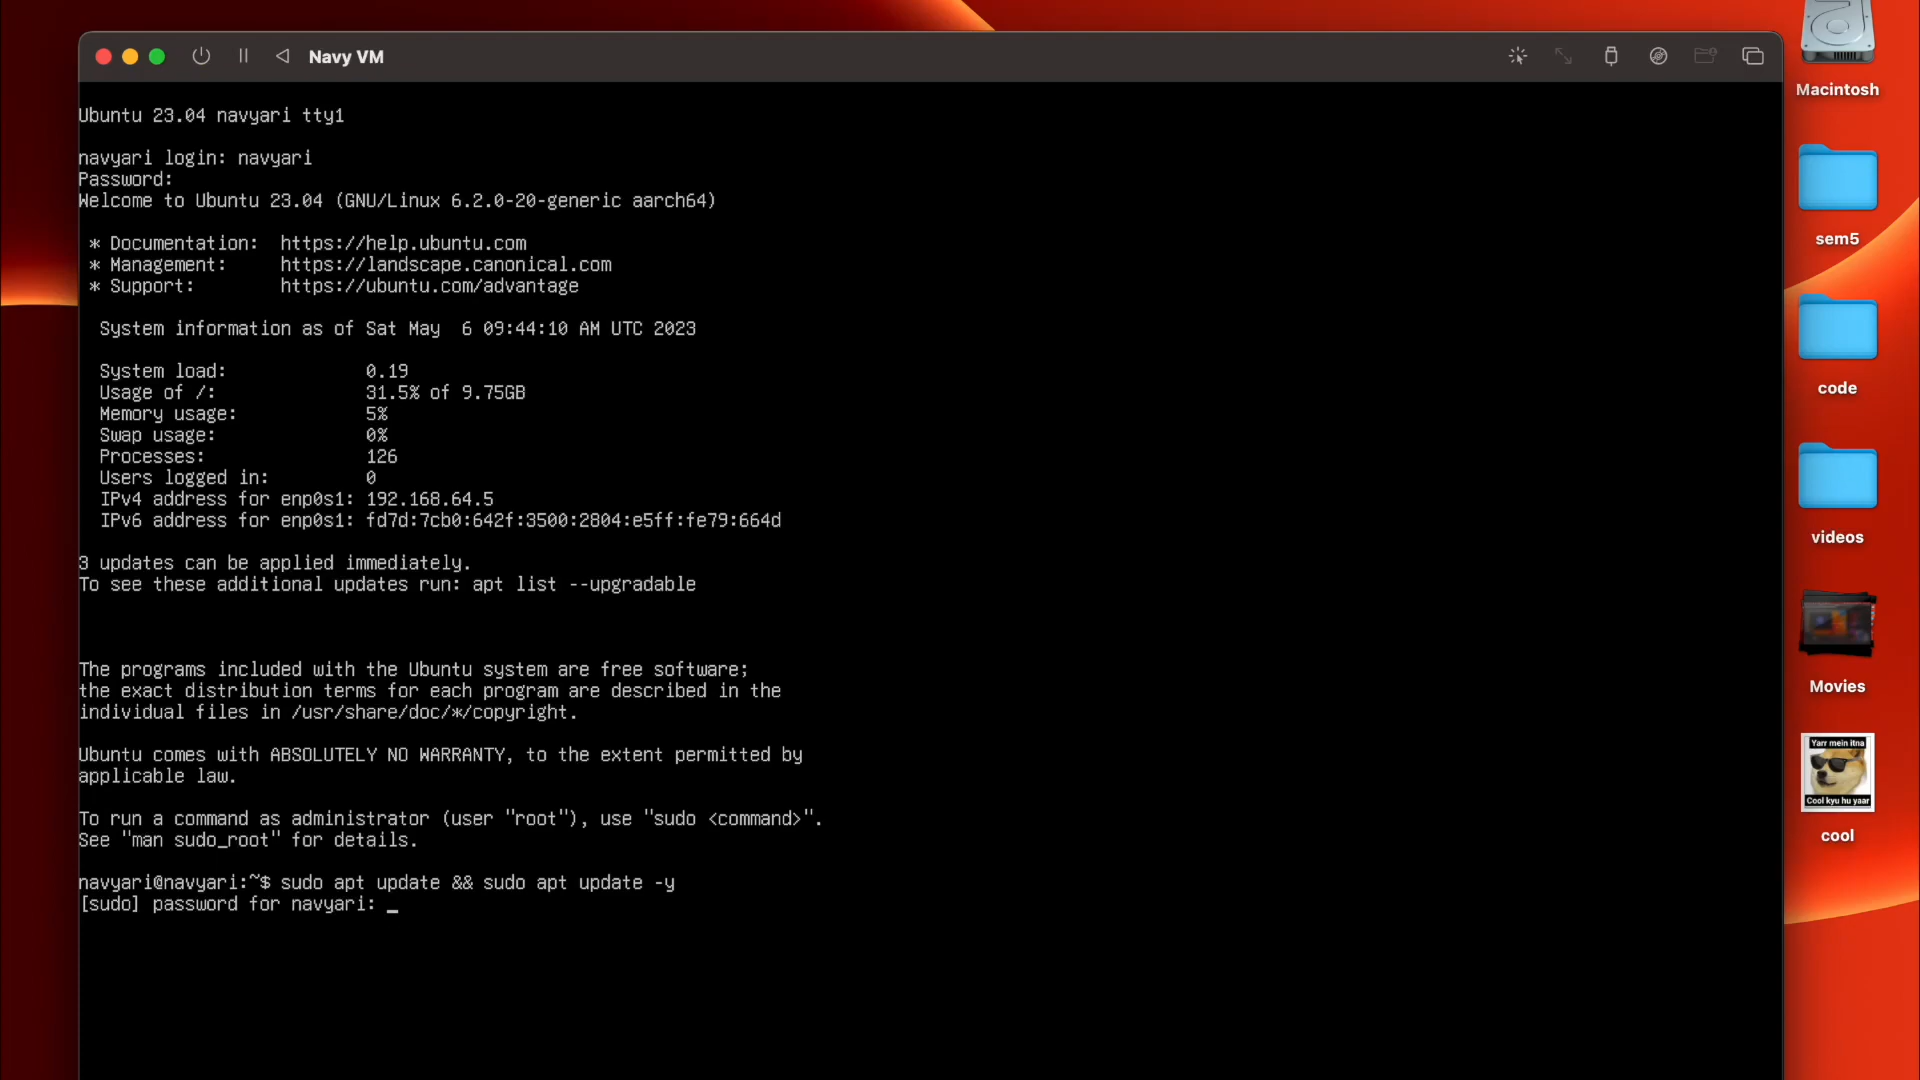 Navy VM
Ubuntu 23.04 navyari tty1
navyari login: navyari
Password:
Welcome to Ubuntu 23.04 (GNU/Linux 6.2.0-20-generic aarch64)
* Documentation:  https://help.ubuntu.com
* Management:     https://landscape.canonical.com
* Support:        https://ubuntu.com/advantage
System information as of Sat May  6 09:44:10 AM UTC 2023
System load:             0.19
Usage of /:              31.5% of 9.75GB
Memory usage:            5%
Swap usage:              0%
Processes:               126
Users logged in:         0
IPv4 address for enp0s1: 192.168.64.5
IPv6 address for enp0s1: fd7d:7cb0:642f:3500:2804:e5ff:fe79:664d
3 updates can be applied immediately.
To see these additional updates run: apt list --upgradable
The programs included with the Ubuntu system are free software;
the exact distribution terms for each program are described in the
individual files in /usr/share/doc/*/copyright.
Ubuntu comes with ABSOLUTELY NO WARRANTY, to the extent permitted by
applicable law.
To run a command as administrator (user "root"), use "sudo <command>".
See "man sudo_root" for details.
navyari@navyari:~$ sudo apt update && sudo apt update -y
[sudo] password for navyari: _
Macintosh
sem5
code
videos
Movies
Yarr mein itna
Cool kyu hu yaar
cool